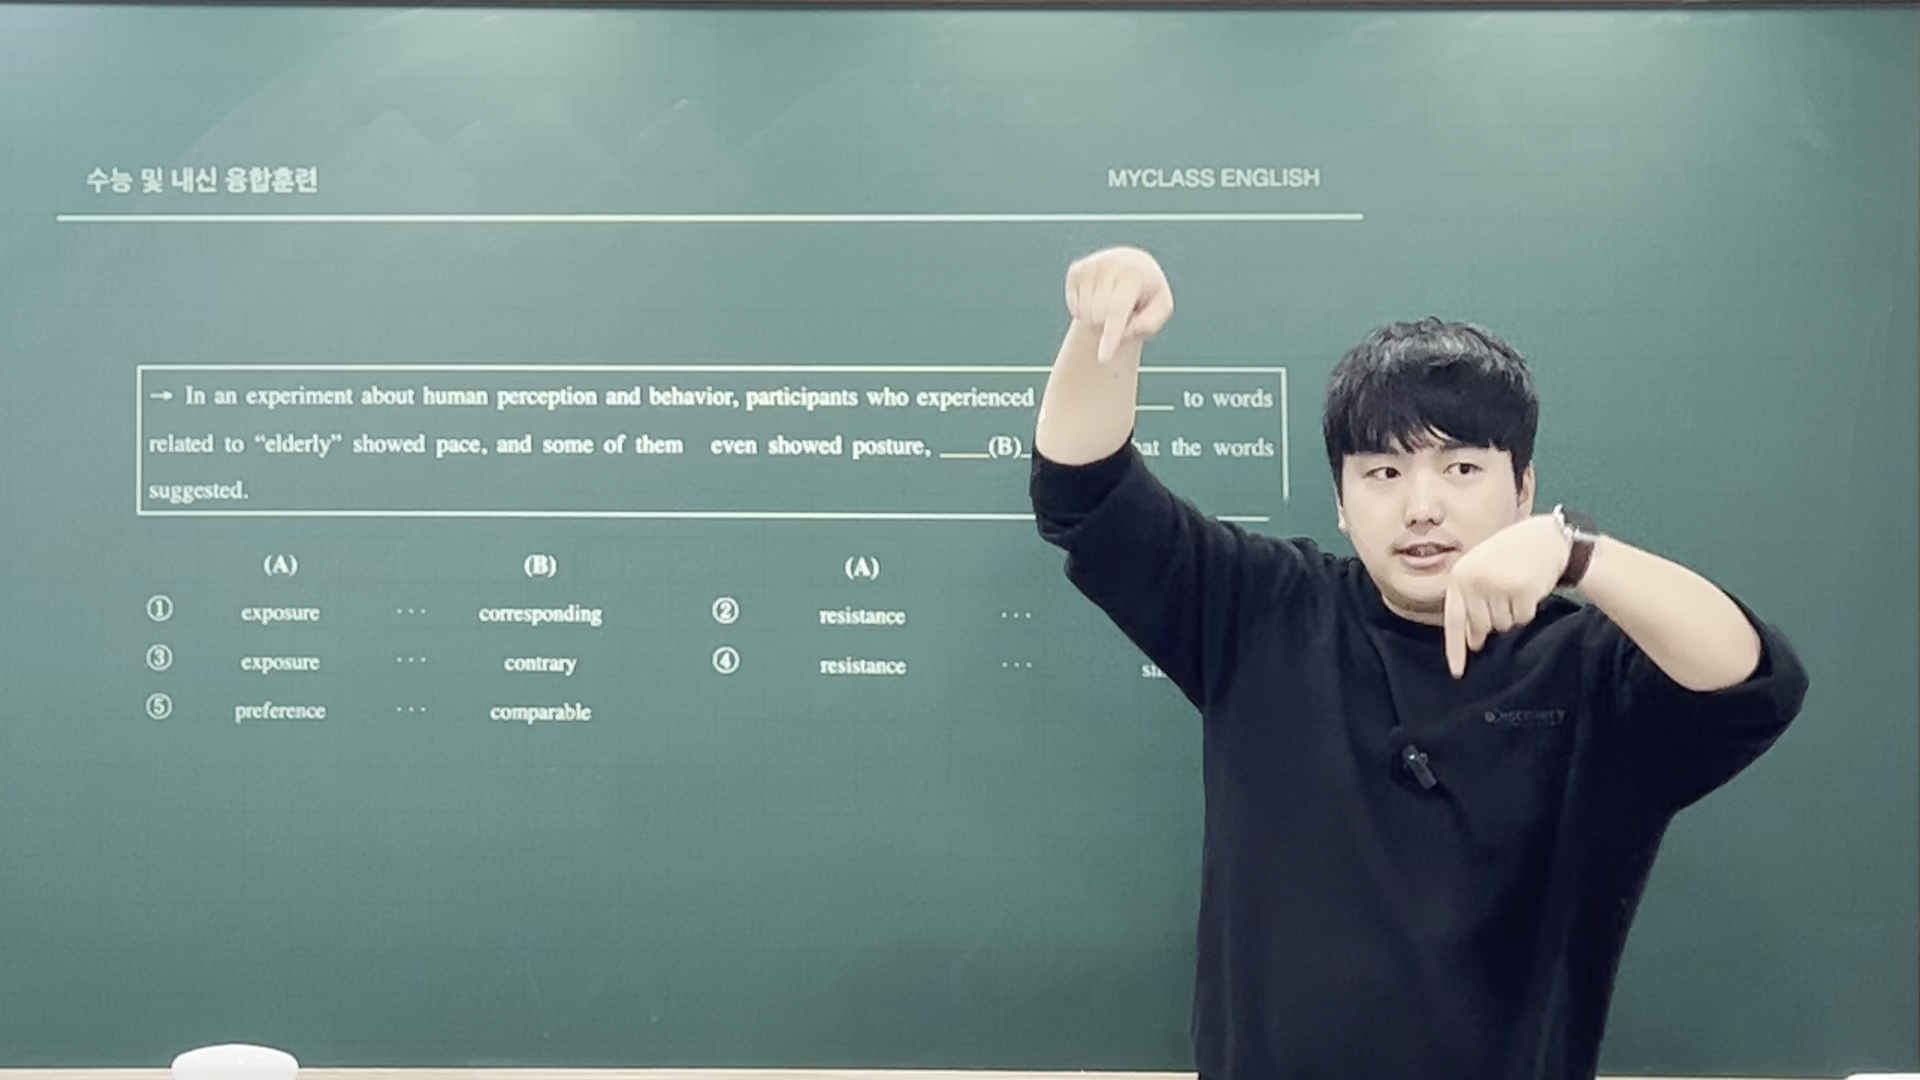 수능 및 내신 융합훈련
MYCLASS ENGLISH
→ In an experiment about human perception and behavior, participants who experienced ____ to words
related to “elderly” showed pace, and some of them even showed posture, ____(B)_ the words
suggested.
(A) (B) (A)
① exposure ··· corresponding ② resistance ···
③ exposure ··· contrary ④ resistance ···
⑤ preference ··· comparable